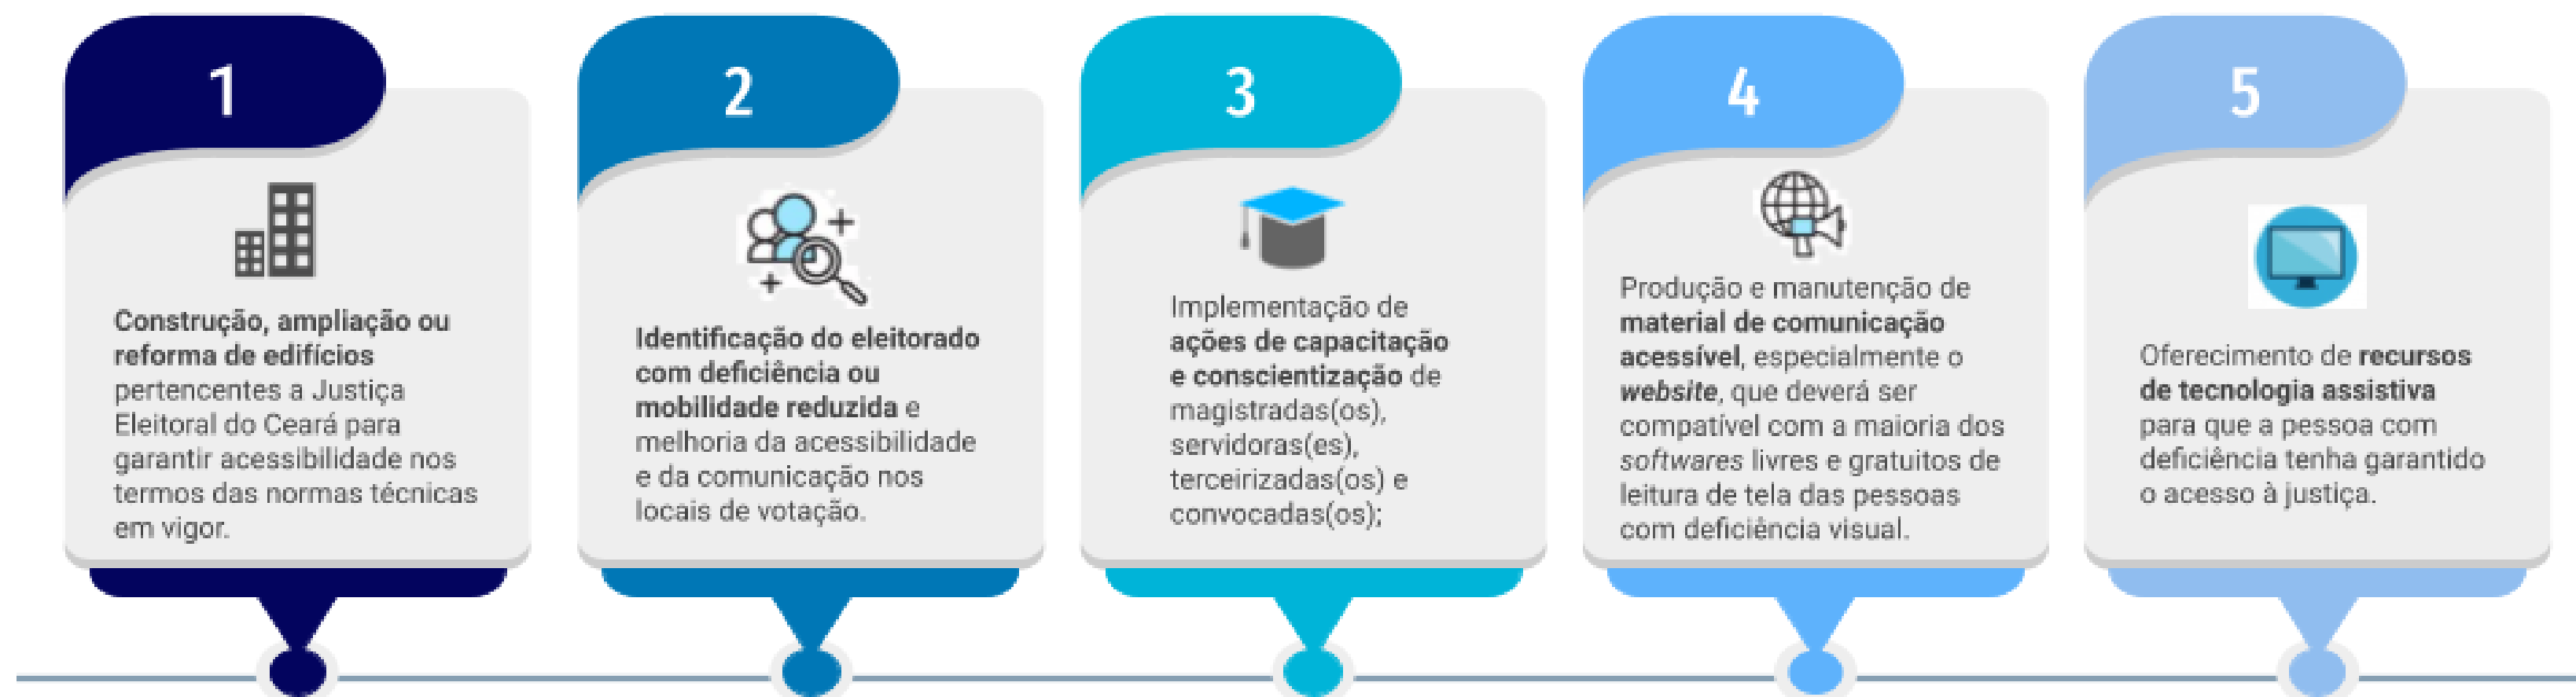 1
Construção, ampliação ou
reforma de edifícios
pertencentes a Justiça
Eleitoral do Ceará para
garantir acessibilidade nos
termos das normas técnicas
em vigor.
2
Identificação do eleitorado
com deficiência ou
mobilidade reduzida e
melhoria da acessibilidade
e da comunicação nos
locais de votação.
3
Implementação de
ações de capacitação
e conscientização de
magistradas(os),
servidoras(es),
terceirizadas(os) e
convocadas(os);
4
Produção e manutenção de
material de comunicação
acessível, especialmente o
website, que deverá ser
compatível com a maioria dos
softwares livres e gratuitos de
leitura de tela das pessoas
com deficiência visual.
5
Oferecimento de recursos
de tecnologia assistiva
para que a pessoa com
deficiência tenha garantido
o acesso à justiça.